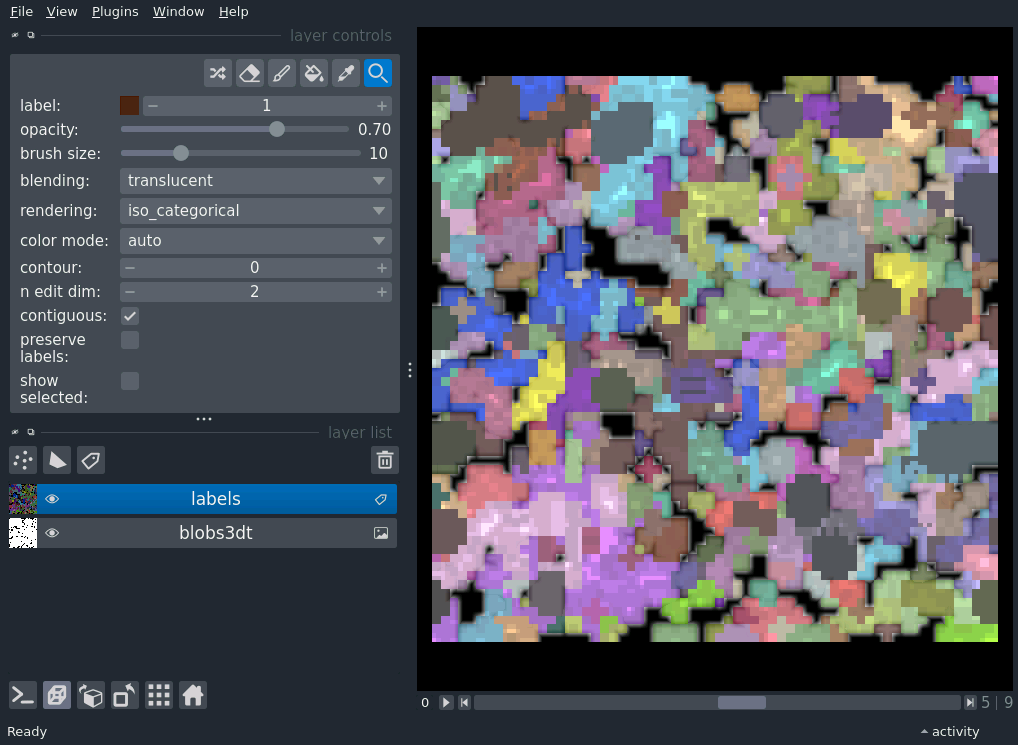 File View Plugins Window Help
layer controls
label: 1
opacity: 0.70
brush size: 10
blending: translucent
rendering: iso_categorical
color mode: auto
contour: 0
n edit dim: 2
contiguous:
preserve
labels:
show
selected:
layer list
labels
blobs3dt
0 5 | 9
Ready activity